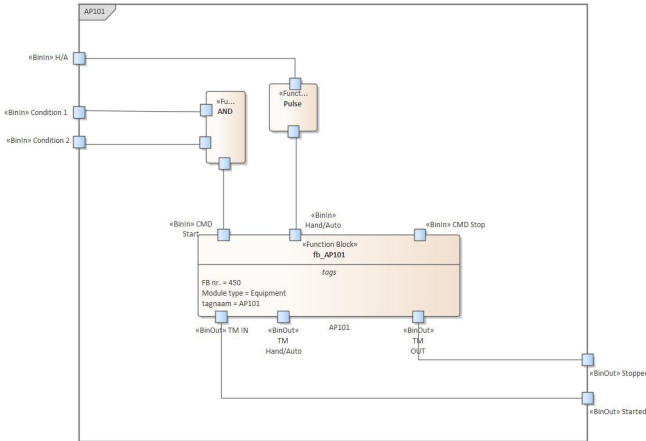 AP101
«BinIn» H/A
«Funct...
Pulse
«Fu...
AND
«BinIn» Condition 1
«BinIn» Condition 2
«BinIn» CMD
Start
«BinIn»
Hand/Auto
«BinIn» CMD Stop
«Function Block»
fb_AP101
tags
FB nr. = 450
Module type = Equipment
tagnaam = AP101
«BinOut» TM IN
«BinOut»
TM
Hand/Auto
AP101
«BinOut»
TM
OUT
«BinOut» Stopped
«BinOut» Started